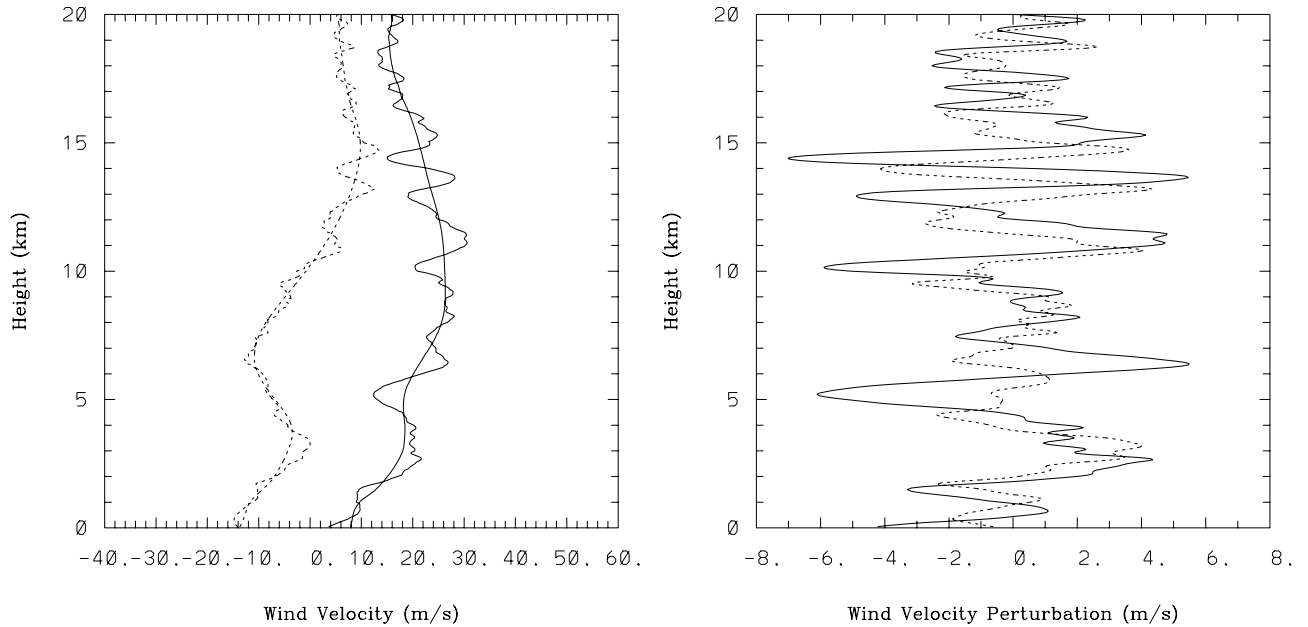 20
15
10
5
0
Height (km)
-40. -30. -20. -10. 0. 10. 20. 30. 40. 50. 60.
Wind Velocity (m/s)
20
15
10
5
0
Height (km)
-8. -6. -4. -2. 0. 2. 4. 6. 8.
Wind Velocity Perturbation (m/s)